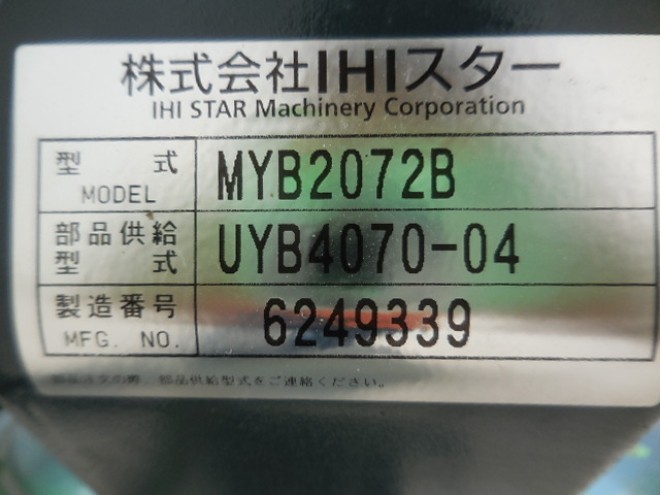 株式会社IHIスター
IHI STAR Machinery Corporation
型 式 MYB2072B
MODEL
部品供給 UYB4070-04
型 式
製造番号 6249339
MFG. NO.
部品注文の際、部品供給型式をご連絡ください。